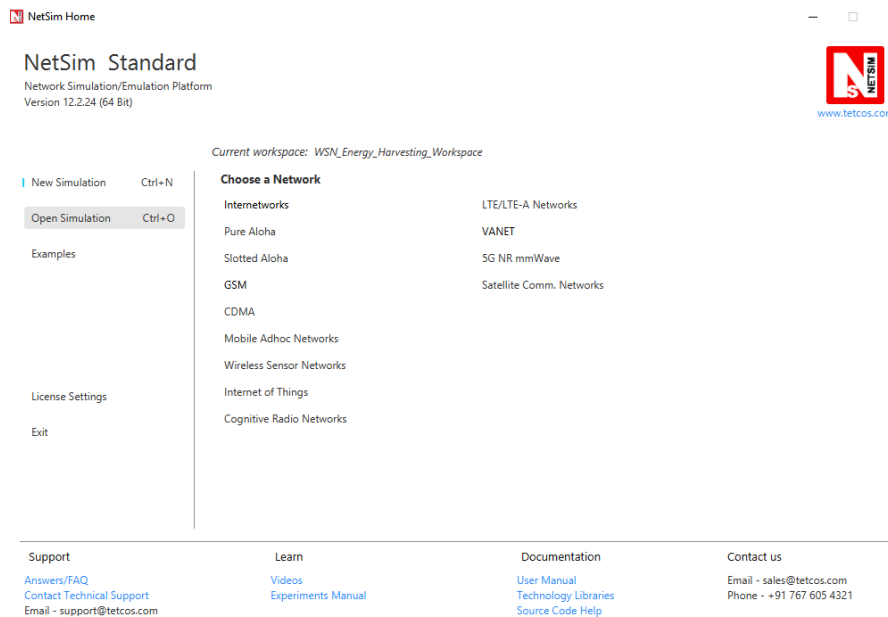 NetSim Home
NetSim Standard
Network Simulation/Emulation Platform
Version 12.2.24 (64 Bit)
NETSIM
www.tetcos.com
Current workspace: WSN_Energy_Harvesting_Workspace
New Simulation Ctrl+N
Open Simulation Ctrl+O
Examples
License Settings
Exit
Choose a Network
Internetworks
Pure Aloha
Slotted Aloha
GSM
CDMA
Mobile Adhoc Networks
Wireless Sensor Networks
Internet of Things
Cognitive Radio Networks
LTE/LTE-A Networks
VANET
5G NR mmWave
Satellite Comm. Networks
Support
Answers/FAQ
Contact Technical Support
Email - support@tetcos.com
Learn
Videos
Experiments Manual
Documentation
User Manual
Technology Libraries
Source Code Help
Contact us
Email - sales@tetcos.com
Phone - +91 767 605 4321